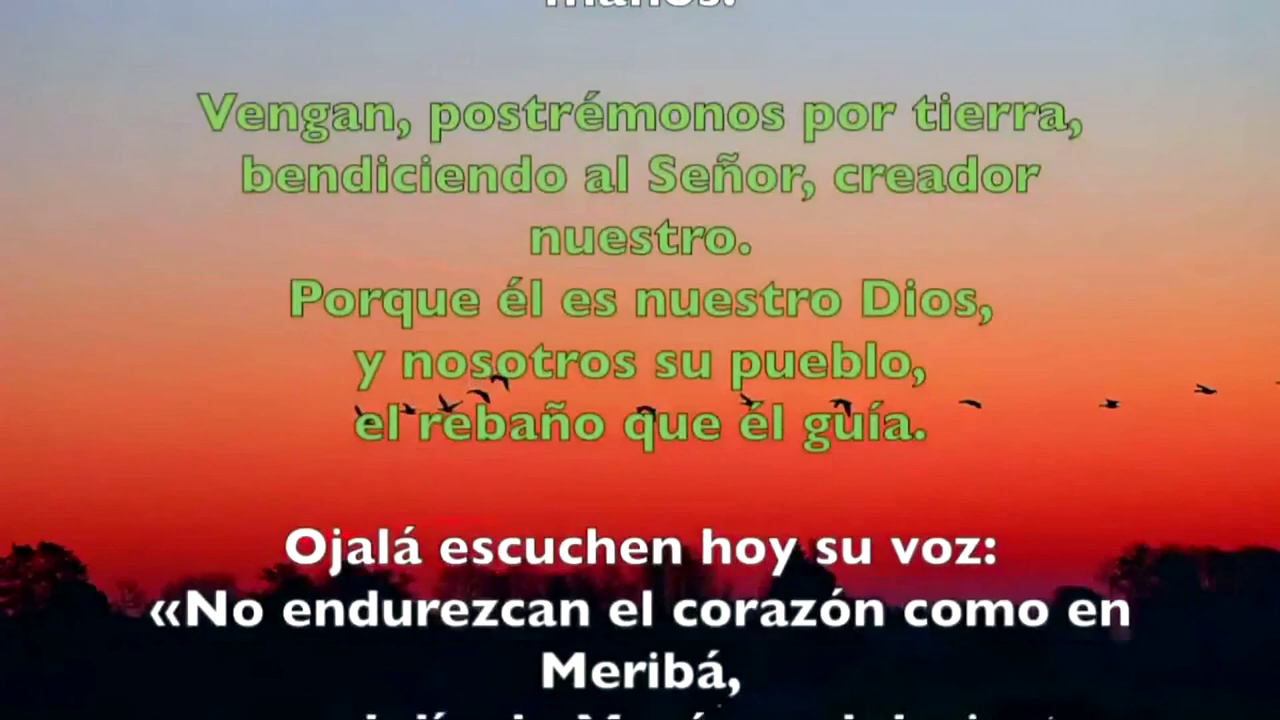 manos.
Vengan, postrémonos por tierra,
bendiciendo al Señor, creador
nuestro.
Porque él es nuestro Dios,
y nosotros su pueblo,
el rebaño que él guía.
Ojalá escuchen hoy su voz:
«No endurezcan el corazón como en
Meribá,